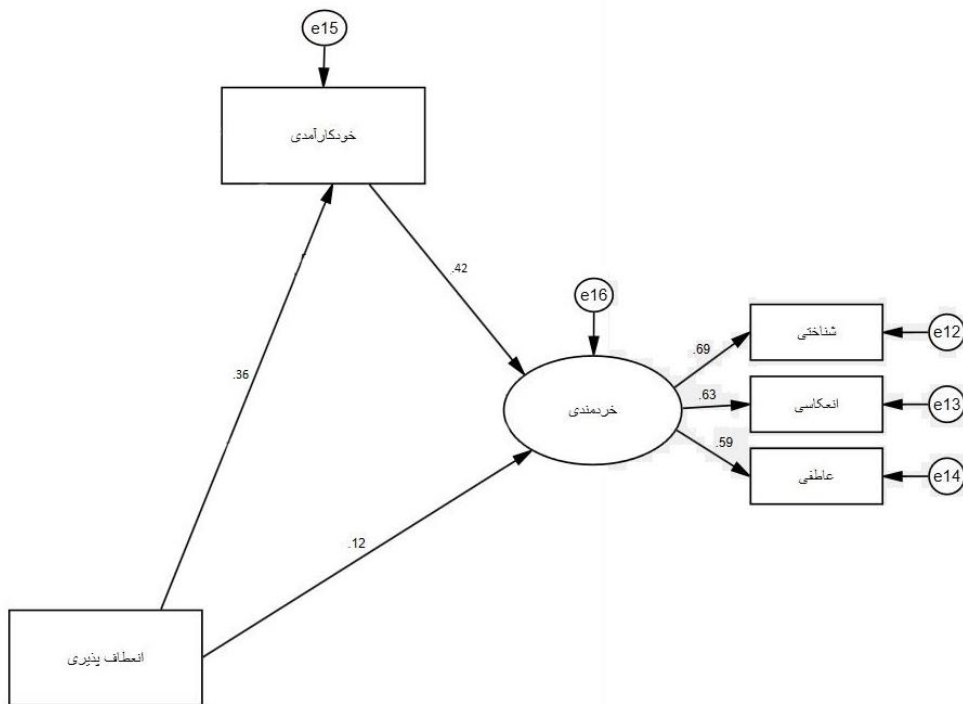 e15
خودکارآمدی
.42
e16
.36
.69
شناختی
e12
خردمندی
.63
انعکاسی
e13
.59
عاطفی
e14
.12
انعطاف پذیری